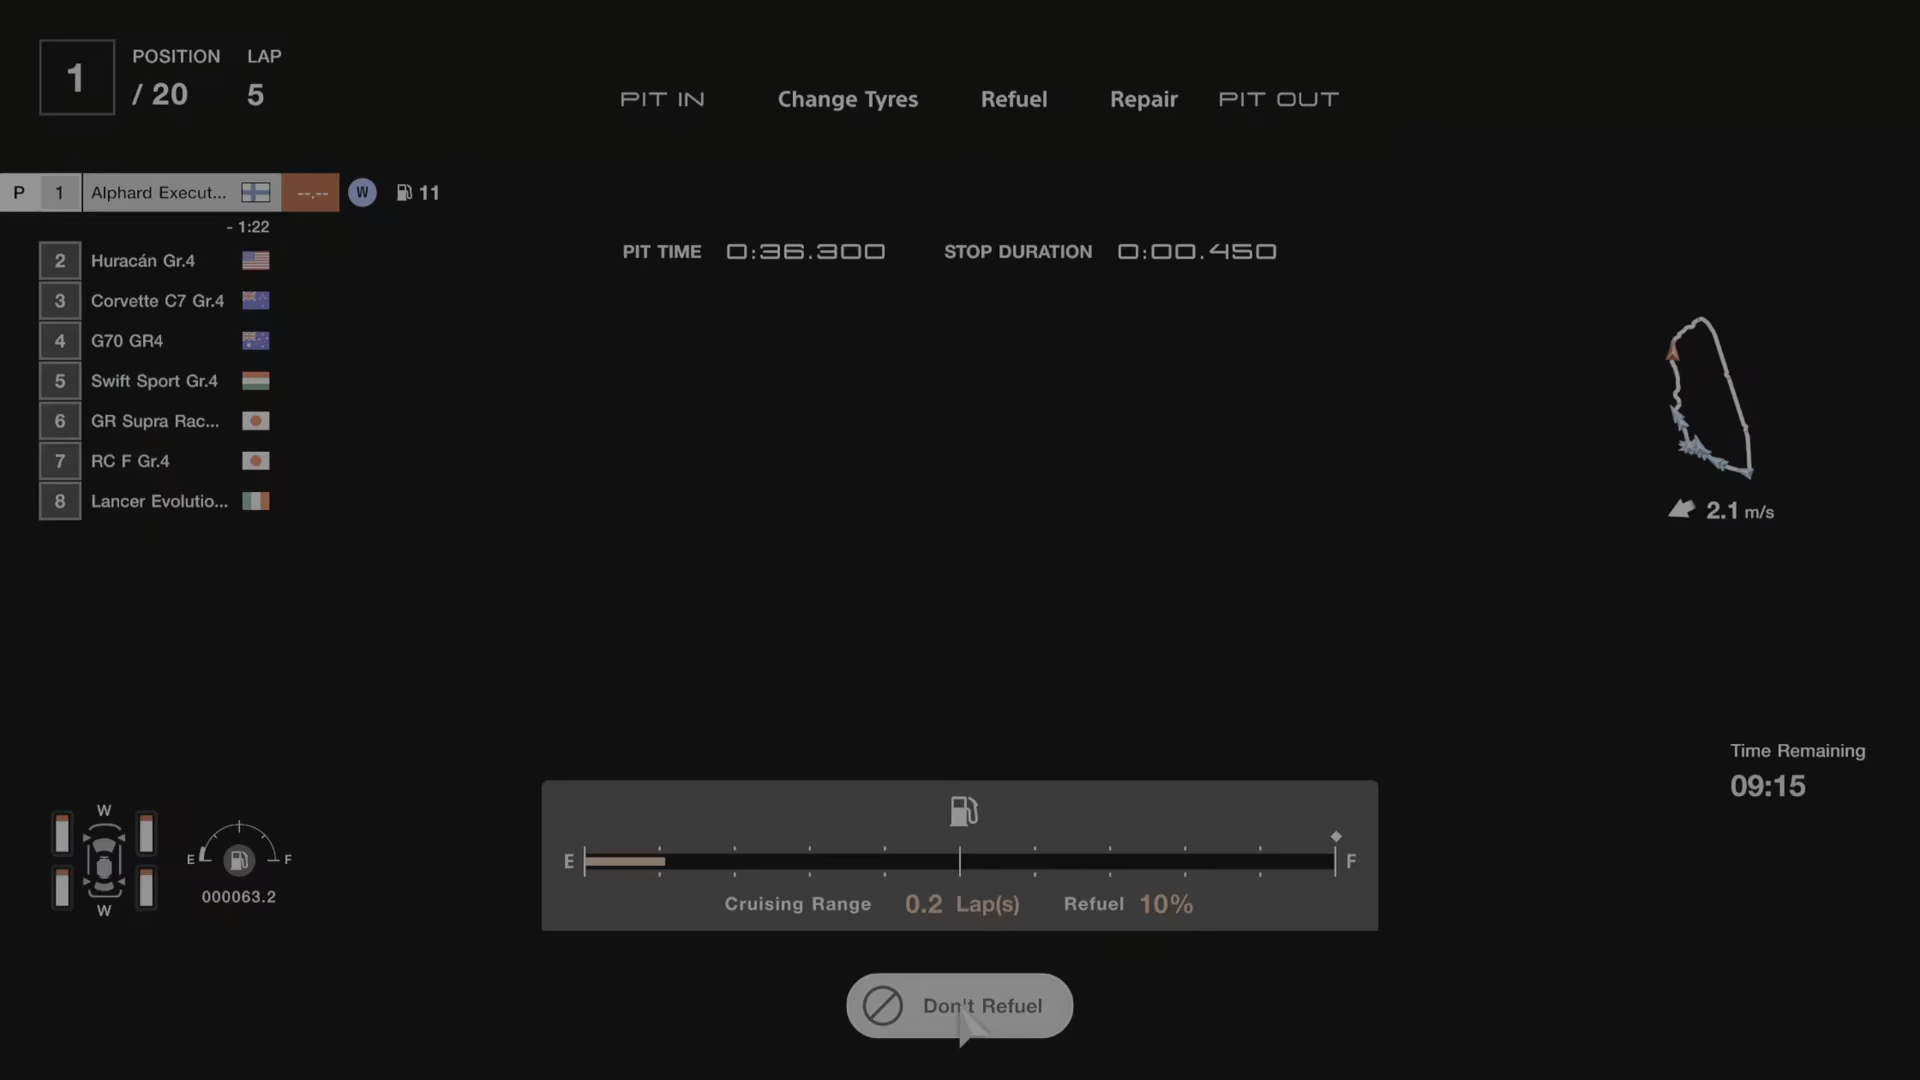 1
POSITION LAP
/ 20 5
PIT IN Change Tyres Refuel Repair PIT OUT
P 1 Alphard Execut... --.-- W 11
- 1:22
PIT TIME 0:36.300 STOP DURATION 0:00.450
2 Huracán Gr.4
3 Corvette C7 Gr.4
4 G70 GR4
5 Swift Sport Gr.4
6 GR Supra Rac...
7 RC F Gr.4
8 Lancer Evolutio...
2.1 m/s
Time Remaining
09:15
W
E F
000063.2
W
E F
Cruising Range 0.2 Lap(s) Refuel 10%
Don't Refuel